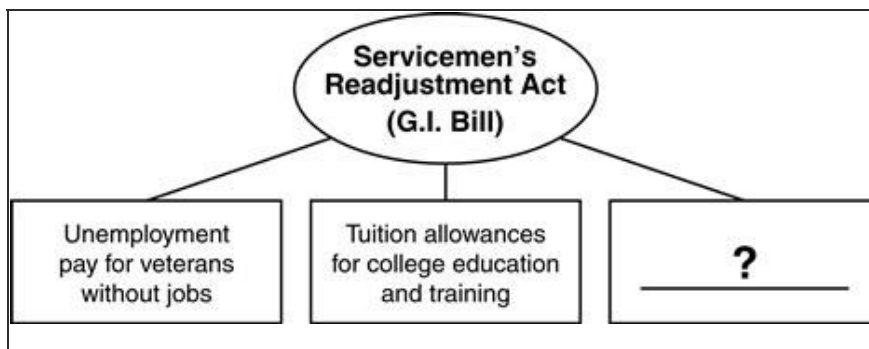 Servicemen's
Readjustment Act
(G.I. Bill)
Unemployment
pay for veterans
without jobs
Tuition allowances
for college education
and training
?